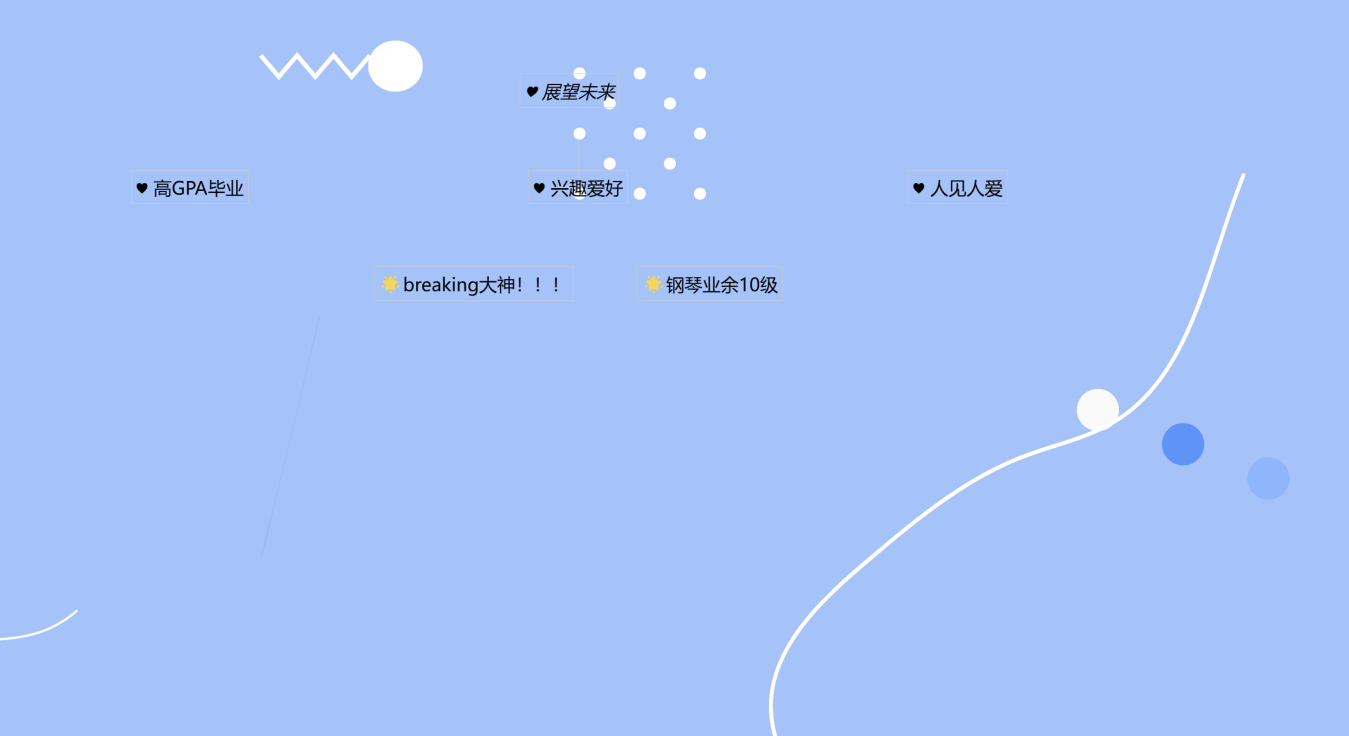 ♥ 展望未来
♥ 高GPA毕业
♥ 兴趣爱好
♥ 人见人爱
🌟 breaking大神！！！
🌟 钢琴业余10级